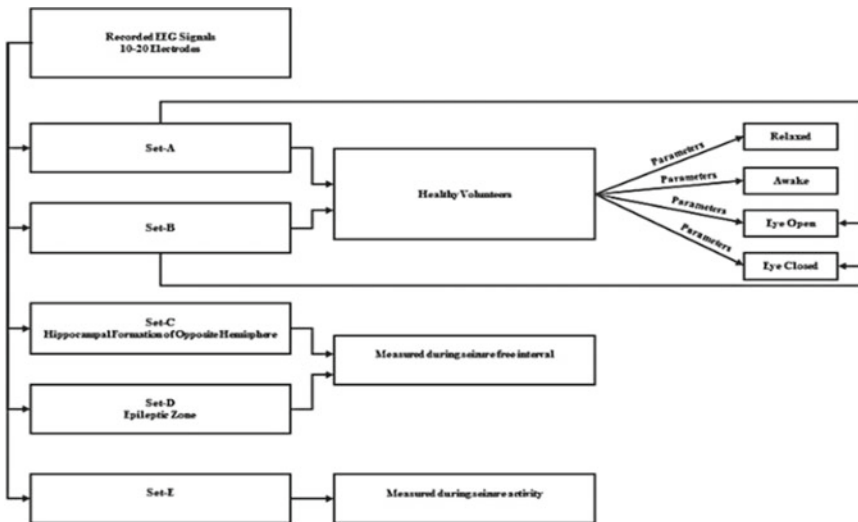 Recorded EEG Signals
10-20 Electrodes
Set-A
Set-B
Healthy Volunteers
Parameters
Parameters
Parameters
Parameters
Relaxed
Awake
Eye Open
Eye Closed
Set-C
Hippocampal Formation of Opposite Hemisphere
Measured during seizure free interval
Set-D
Epileptic Zone
Set-E
Measured during seizure activity